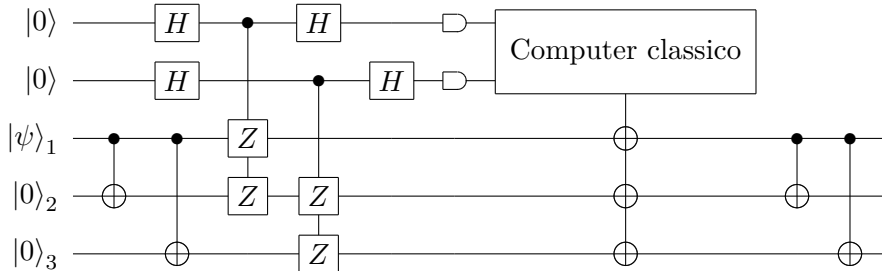 |0⟩ H H
Computer classico
|0⟩ H H
|ψ⟩₁ Z
|0⟩₂ Z Z
|0⟩₃ Z